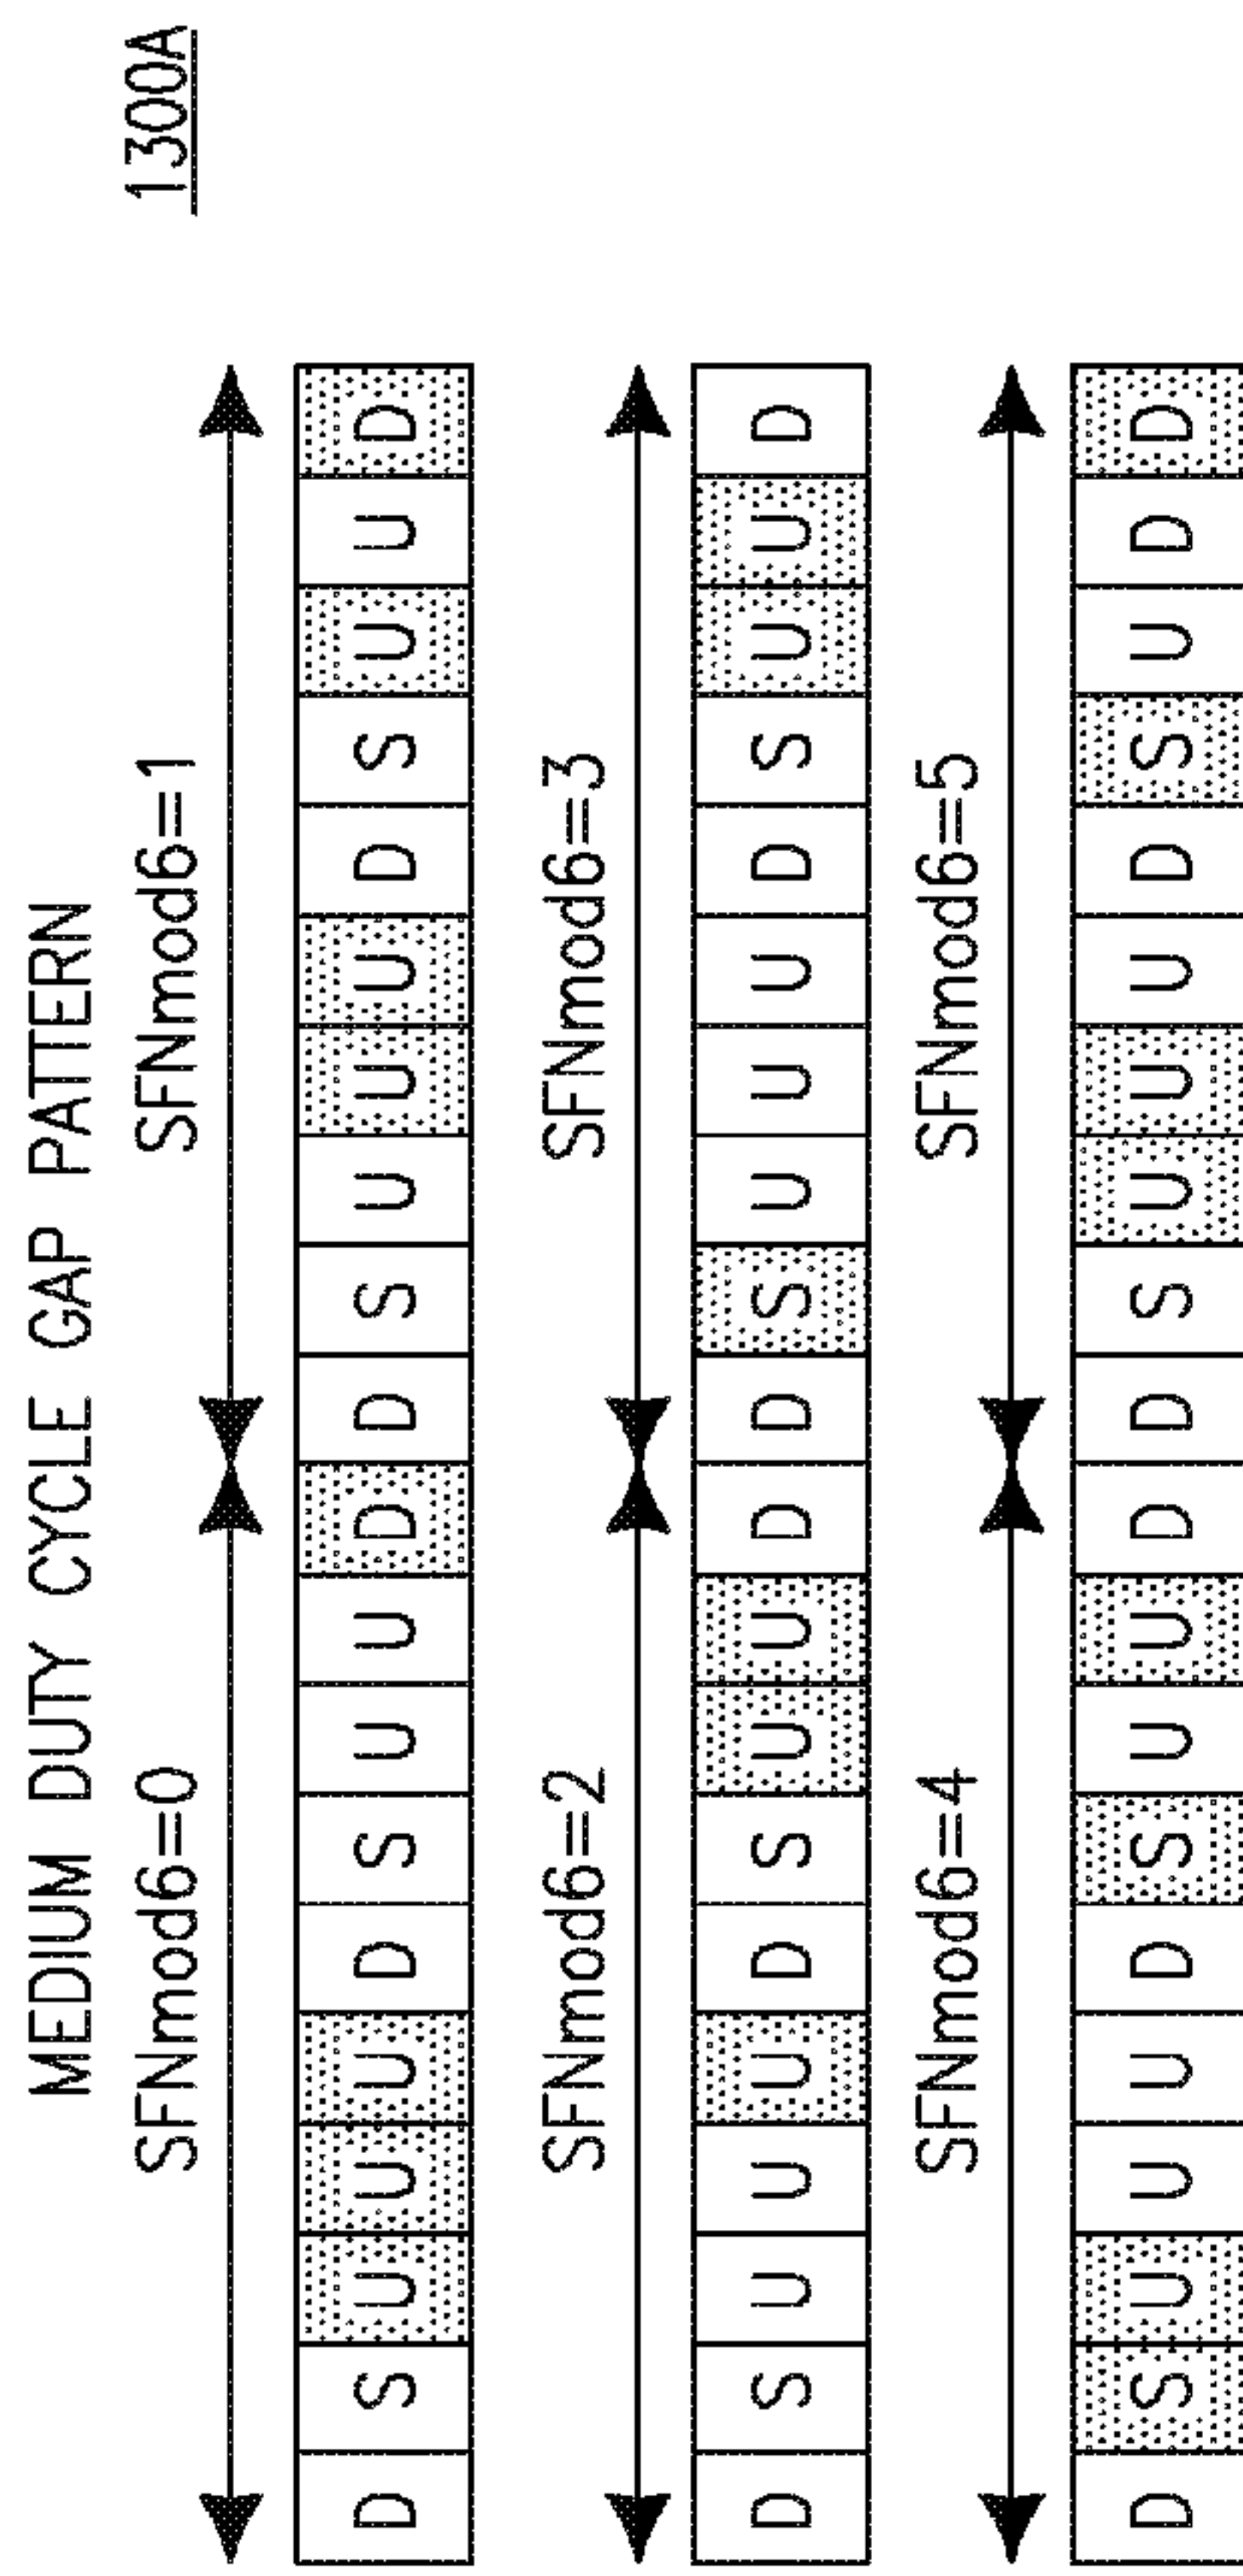 1300A
MEDIUM DUTY CYCLE GAP PATTERN
SFNmod6=0 SFNmod6=1
D S U U U D S U U D D S U U U D S U U D
SFNmod6=2 SFNmod6=3
D S U U U D S U U D D S U U U D S U U D
SFNmod6=4 SFNmod6=5
D S U U U D S U U D D S U U U D S U D D